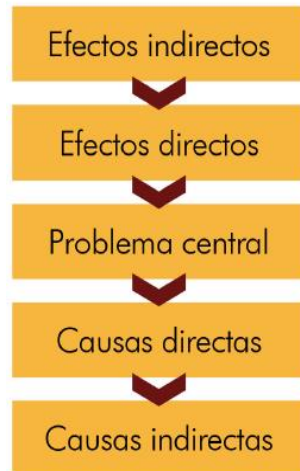 Efectos indirectos
Efectos directos
Problema central
Causas directas
Causas indirectas